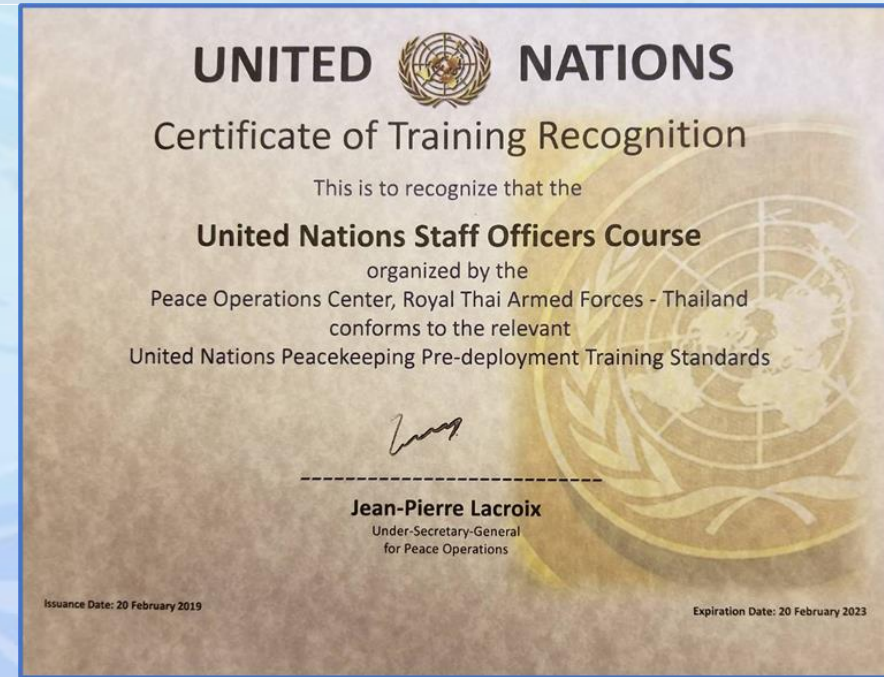 UNITED NATIONS
Certificate of Training Recognition
This is to recognize that the
United Nations Staff Officers Course
organized by the
Peace Operations Center, Royal Thai Armed Forces - Thailand
conforms to the relevant
United Nations Peacekeeping Pre-deployment Training Standards
Jean-Pierre Lacroix
Under-Secretary-General
for Peace Operations
Issuance Date: 20 February 2019
Expiration Date: 20 February 2023